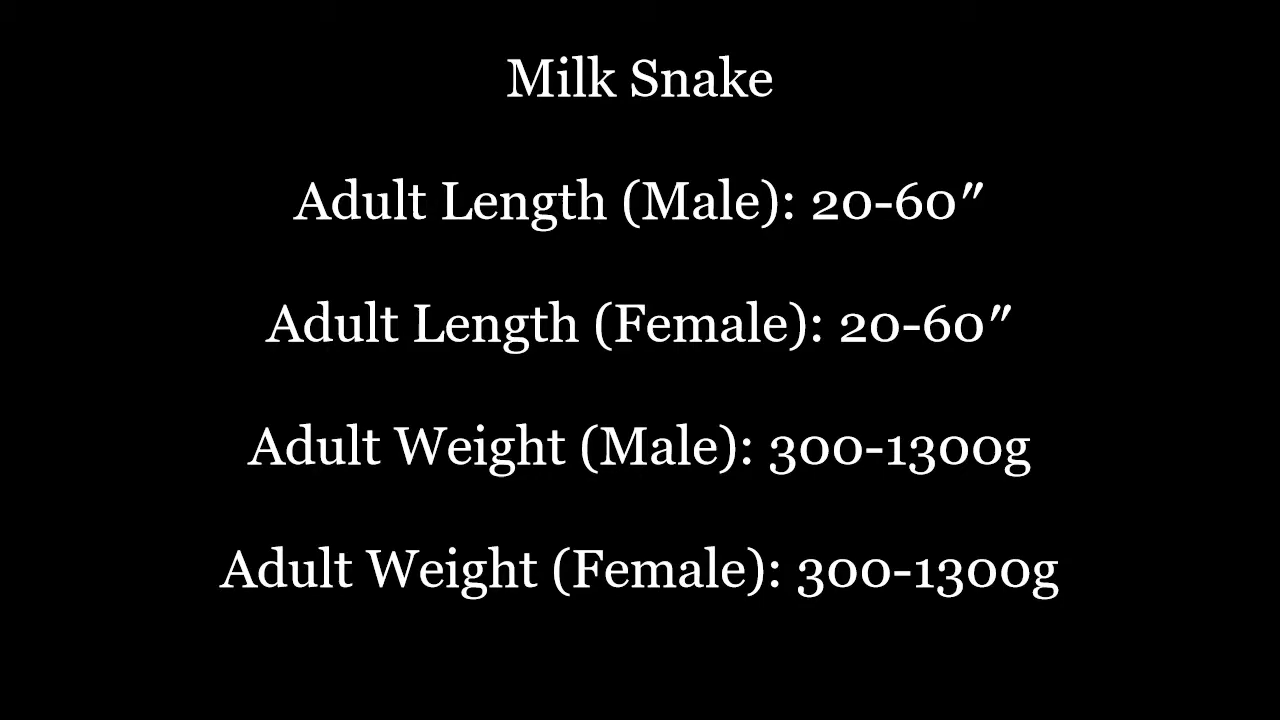 Milk Snake
Adult Length (Male): 20-60″
Adult Length (Female): 20-60″
Adult Weight (Male): 300-1300g
Adult Weight (Female): 300-1300g